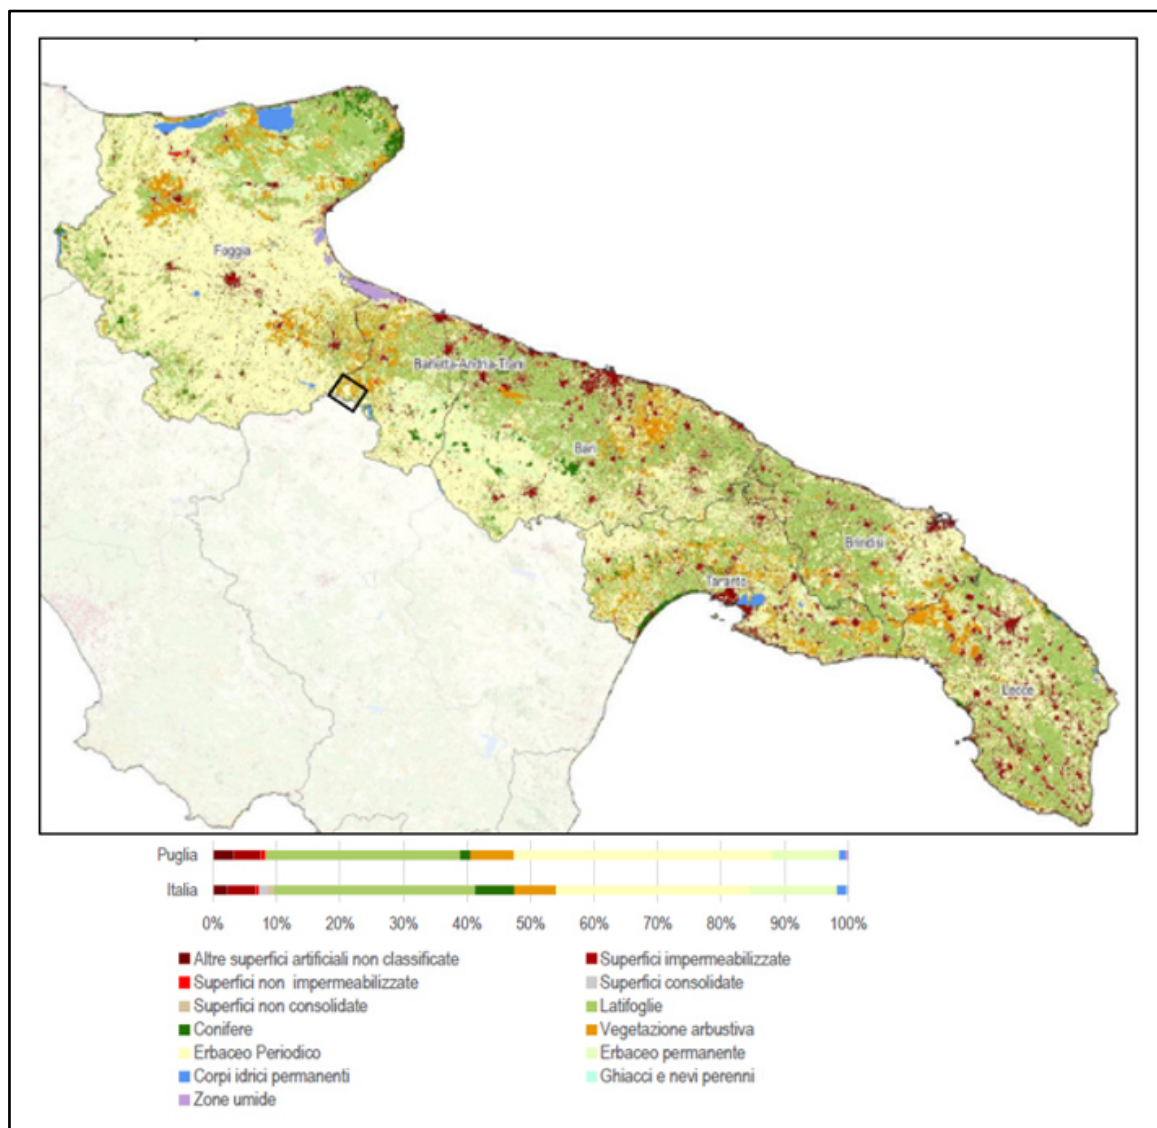 Foggia
Barletta-Andria-Trani
Bari
Brindisi
Taranto
Lecce
Puglia
Italia
0% 10% 20% 30% 40% 50% 60% 70% 80% 90% 100%
Altre superfici artificiali non classificate
Superfici impermeabilizzate
Superfici non impermeabilizzate
Superfici consolidate
Superfici non consolidate
Latifoglie
Conifere
Vegetazione arbustiva
Erbaceo Periodico
Erbaceo permanente
Corpi idrici permanenti
Ghiacci e nevi perenni
Zone umide